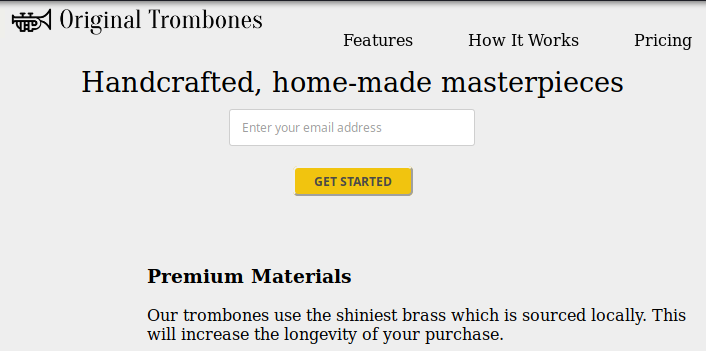 Original Trombones
Features How It Works Pricing
Handcrafted, home-made masterpieces
Enter your email address
GET STARTED
Premium Materials
Our trombones use the shiniest brass which is sourced locally. This
will increase the longevity of your purchase.